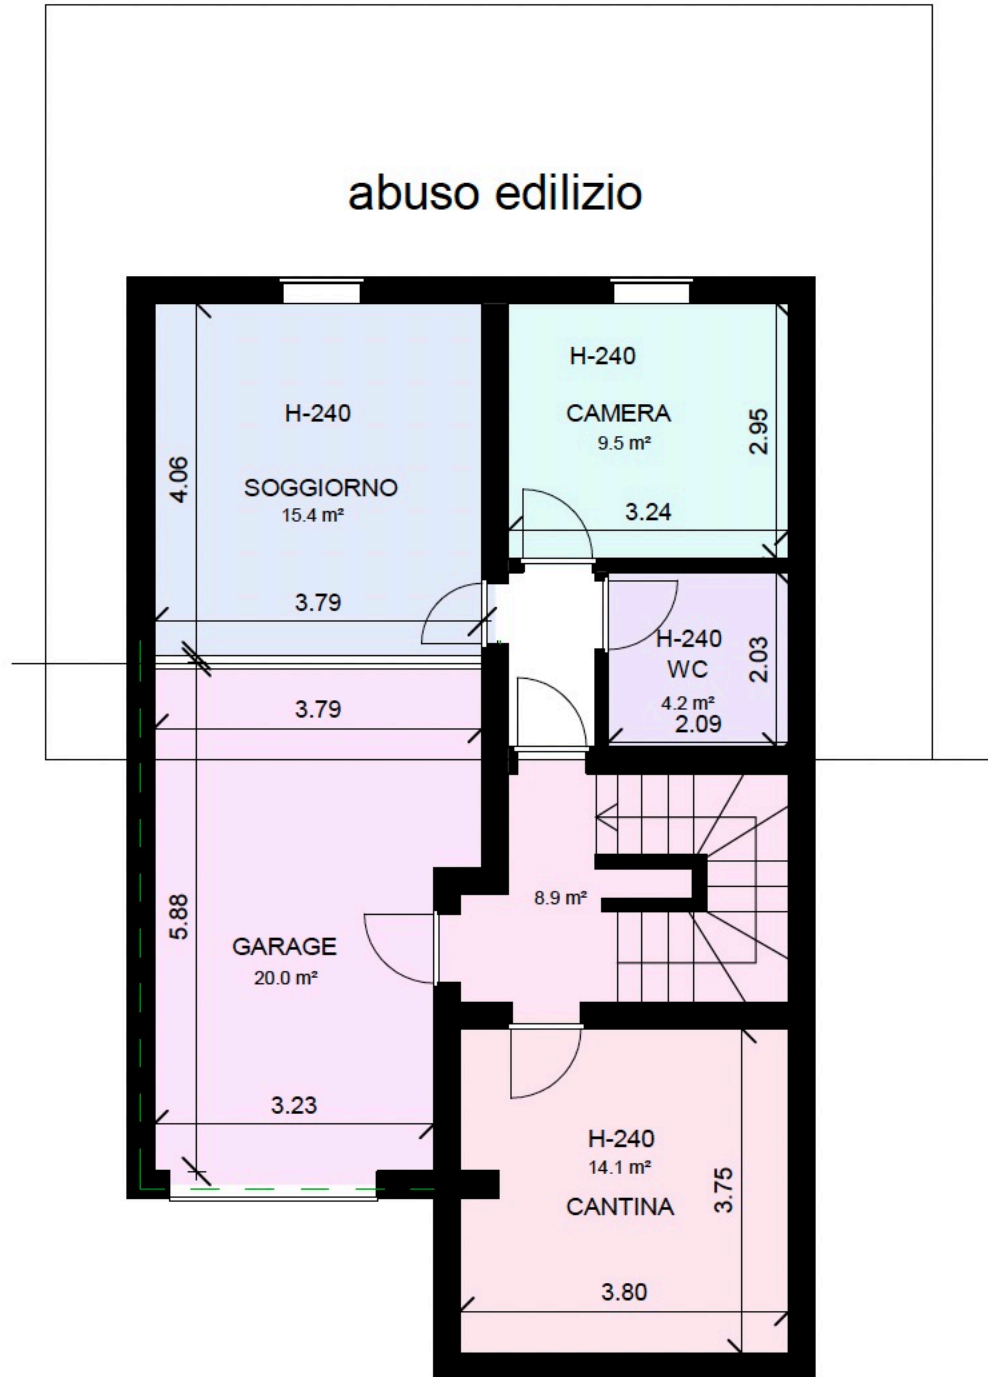 abuso edilizio
H-240
SOGGIORNO
15.4 m²
4.06
3.79
H-240
CAMERA
9.5 m²
2.95
3.24
H-240
WC
4.2 m²
2.09
2.03
3.79
5.88
GARAGE
20.0 m²
3.23
8.9 m²
H-240
14.1 m²
CANTINA
3.75
3.80